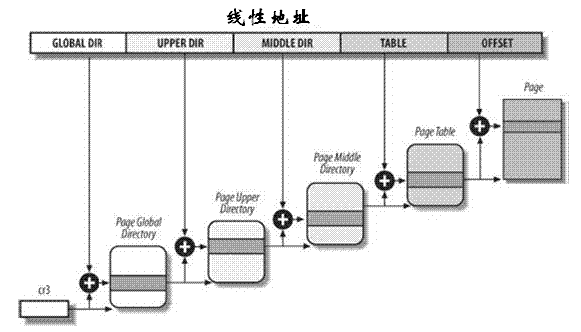 线性地址
GLOBAL DIR UPPER DIR MIDDLE DIR TABLE OFFSET
Page
Page Table
Page Middle
Directory
Page Upper
Directory
Page Global
Directory
cr3